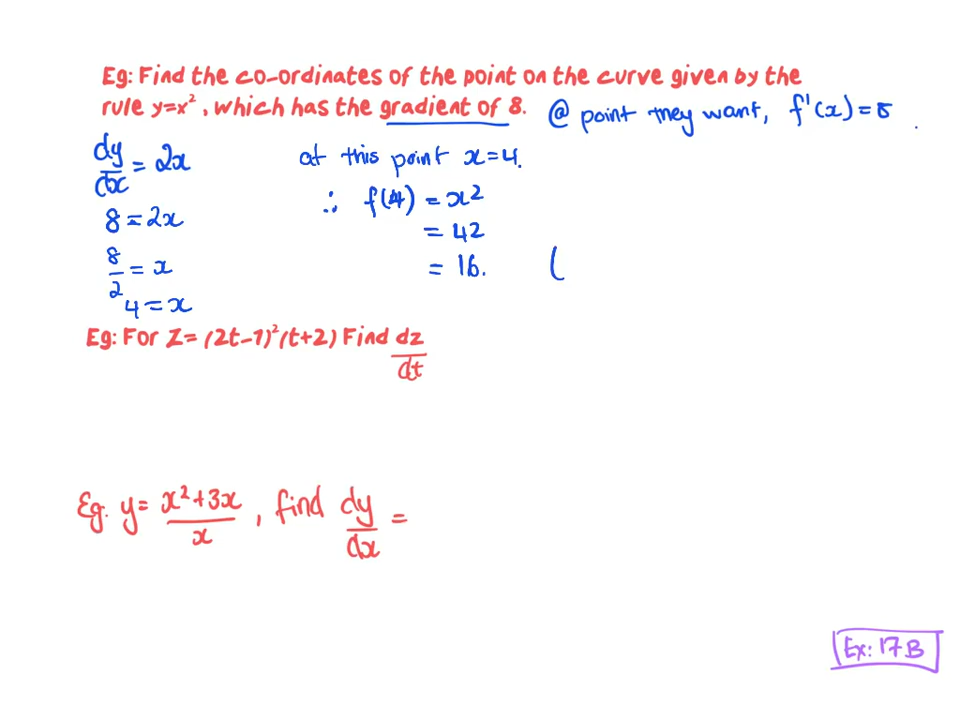 Eg: Find the co-ordinates of the point on the curve given by the
rule y=x², which has the gradient of 8. @ point they want, f'(x)=8
dy/dx = 2x
8=2x
8/2 = x
4=x
at this point x=4.
∴ f(4) = x2
= 42
= 16. (
Eg: For z= (2t-1)²(t+2) Find dz/dt
Eg. y= x²+3x/x, find dy/dx =
Ex: 17B